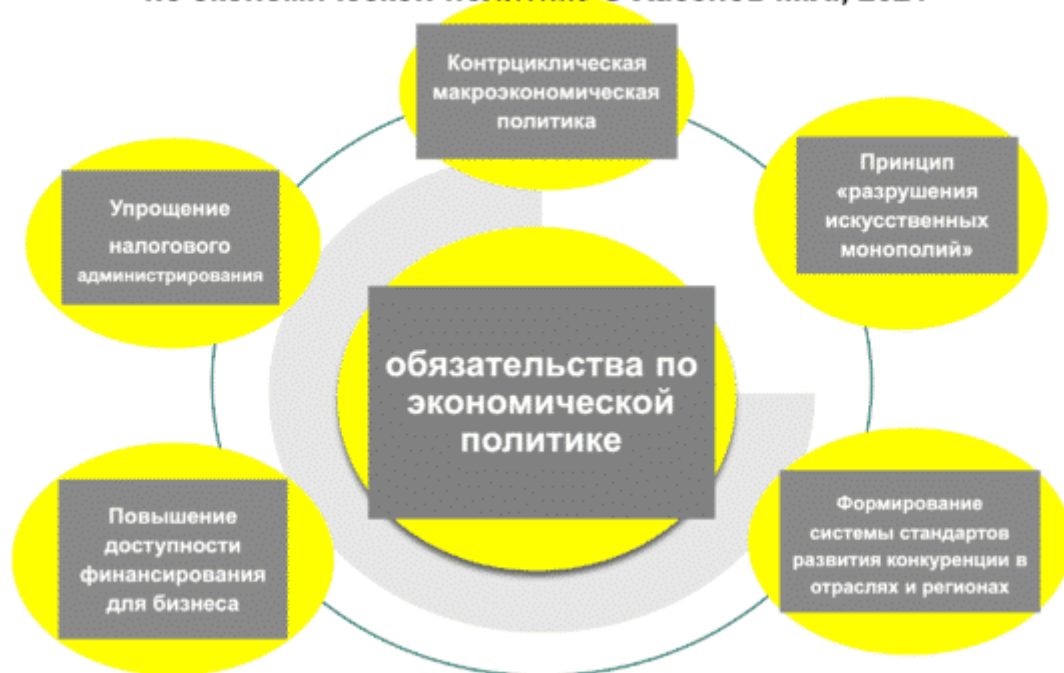 Контрциклическая
макроэкономическая
политика
Принцип
«разрушения
искусственных
монополий»
Упрощение
налогового
администрирования
обязательства по
экономической
политике
Повышение
доступности
финансирования
для бизнеса
Формирование
системы стандартов
развития конкуренции в
отраслях и регионах